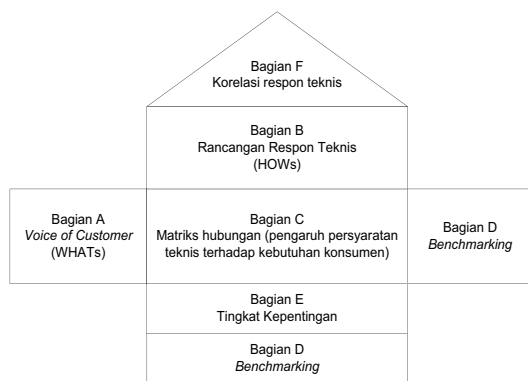 Bagian F
Korelasi respon teknis
Bagian B
Rancangan Respon Teknis
(HOWs)
Bagian A
Voice of Customer
(WHATs)
Bagian C
Matriks hubungan (pengaruh persyaratan
teknis terhadap kebutuhan konsumen)
Bagian D
Benchmarking
Bagian E
Tingkat Kepentingan
Bagian D
Benchmarking